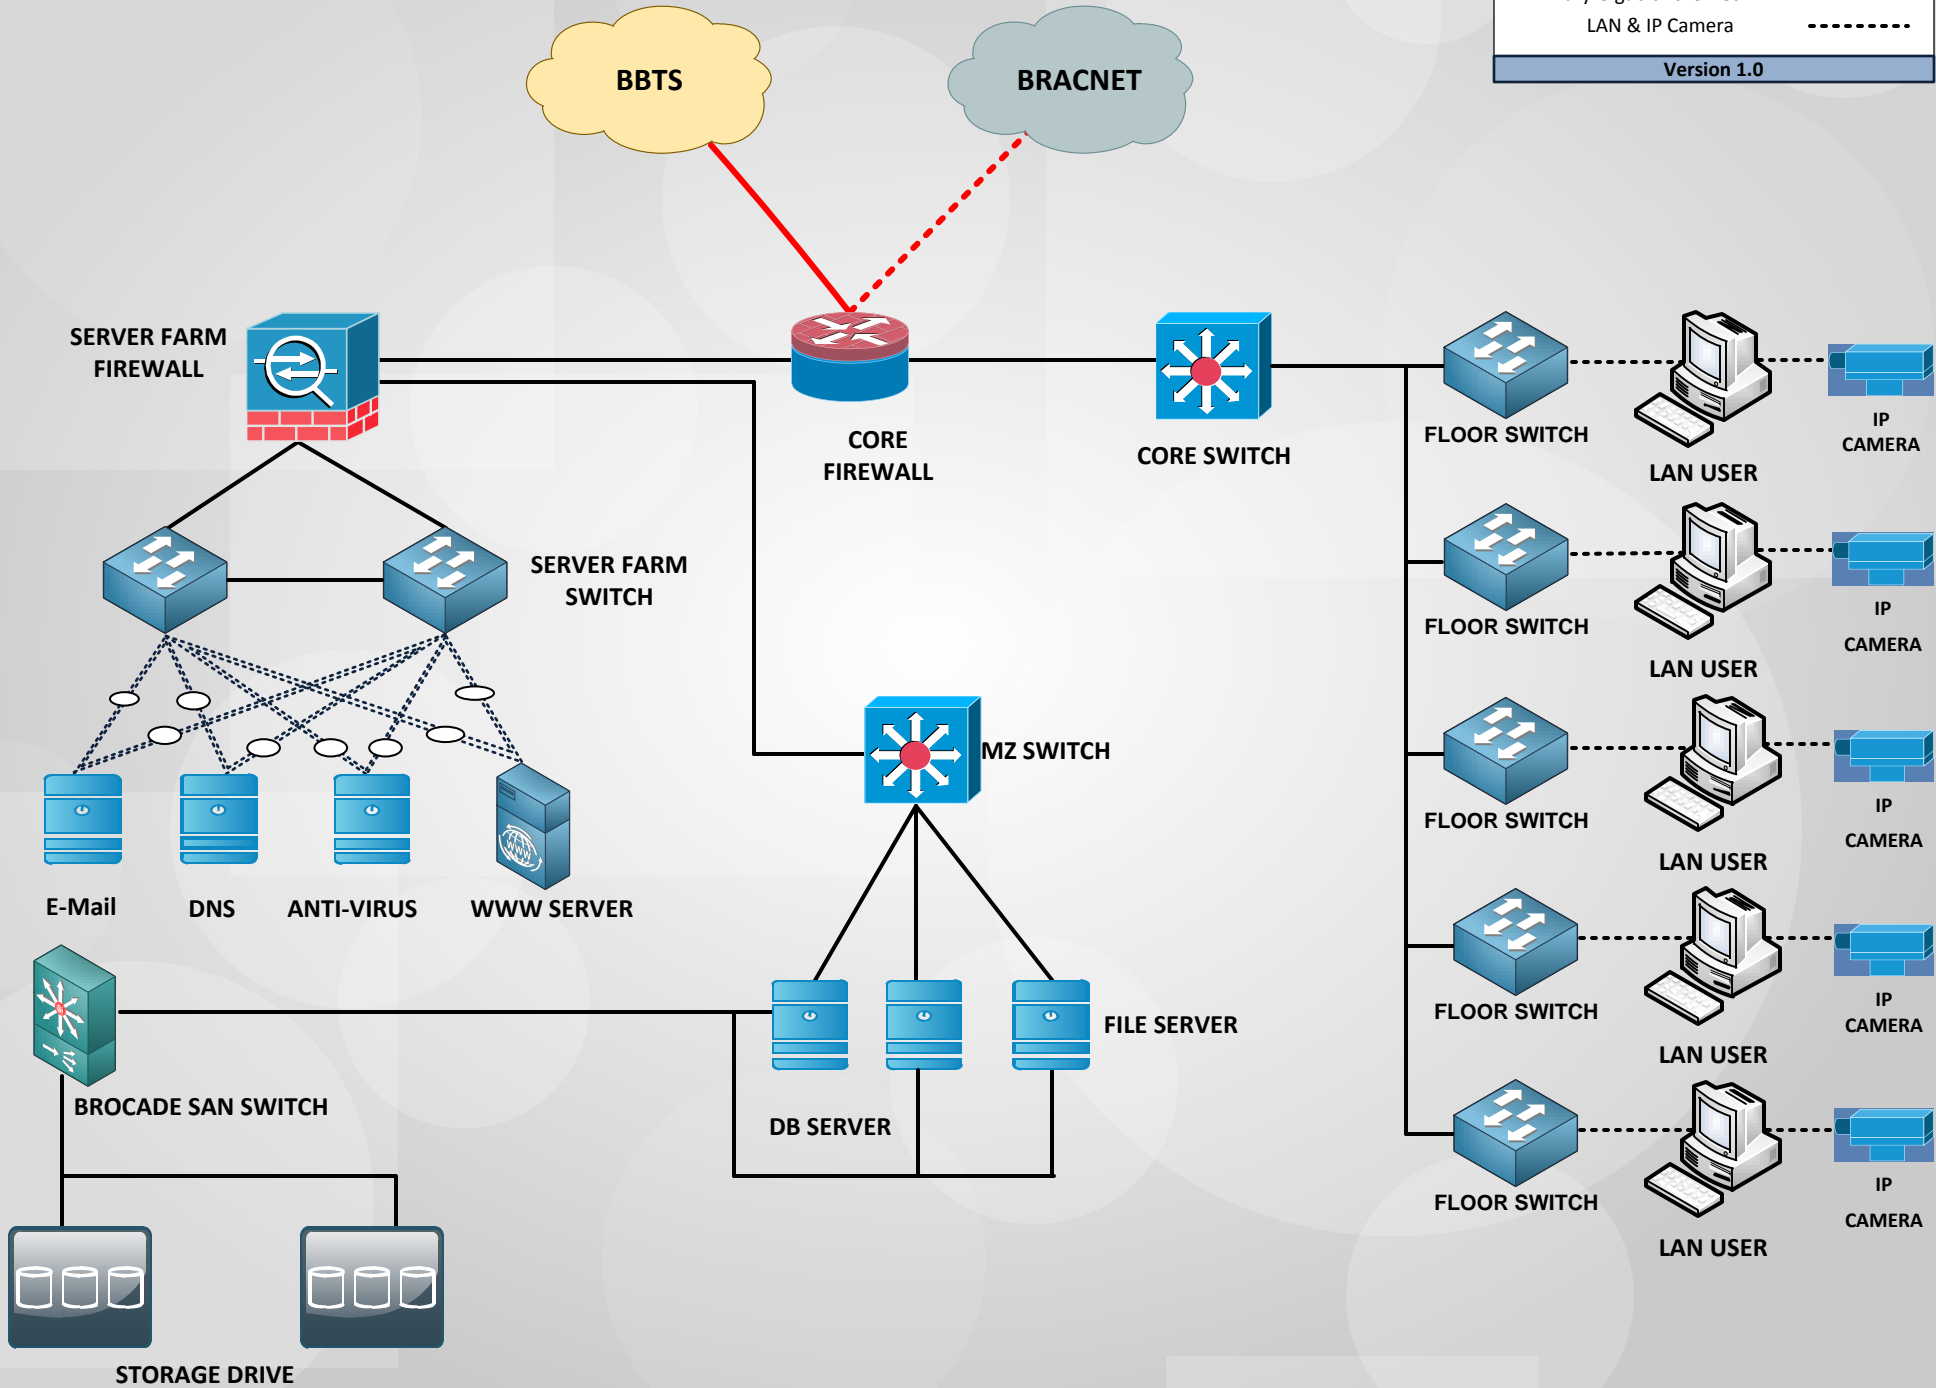 LAN & IP Camera
Version 1.0
BBTS
BRACNET
SERVER FARM
FIREWALL
CORE
FIREWALL
CORE SWITCH
FLOOR SWITCH
LAN USER
IP
CAMERA
SERVER FARM
SWITCH
FLOOR SWITCH
LAN USER
IP
CAMERA
MZ SWITCH
FLOOR SWITCH
LAN USER
IP
CAMERA
E-Mail
DNS
ANTI-VIRUS
WWW
WWW SERVER
FLOOR SWITCH
LAN USER
IP
CAMERA
BROCADE SAN SWITCH
DB SERVER
FILE SERVER
FLOOR SWITCH
LAN USER
IP
CAMERA
STORAGE DRIVE